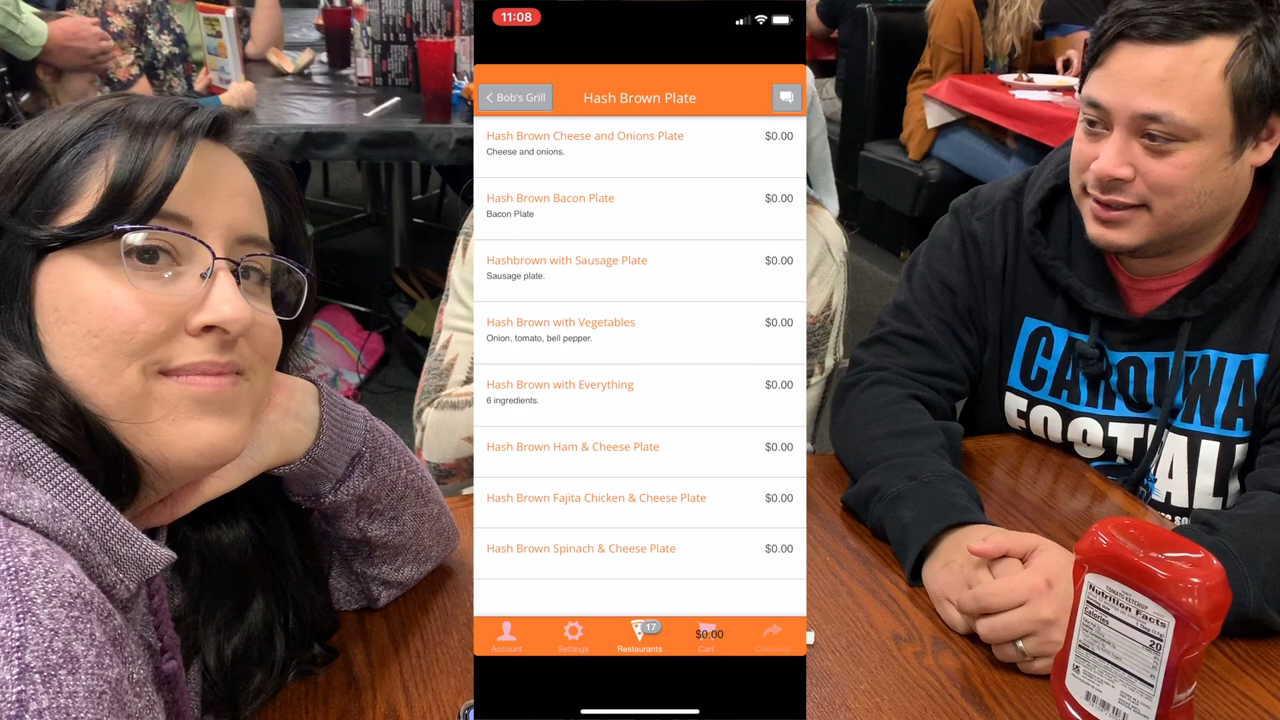 11:08
Bob's Grill
Hash Brown Plate
Hash Brown Cheese and Onions Plate $0.00
Cheese and onions.
Hash Brown Bacon Plate $0.00
Bacon Plate
Hashbrown with Sausage Plate $0.00
Sausage plate.
Hash Brown with Vegetables $0.00
Onion, tomato, bell pepper.
Hash Brown with Everything $0.00
6 ingredients.
Hash Brown Ham & Cheese Plate $0.00
Hash Brown Fajita Chicken & Cheese Plate $0.00
Hash Brown Spinach & Cheese Plate $0.00
17
$0.00
Account Settings Restaurants Cart Checkout
CAROLINA
FOOTBALL
TOMATO KETCHUP
Nutrition Facts
Calories
20